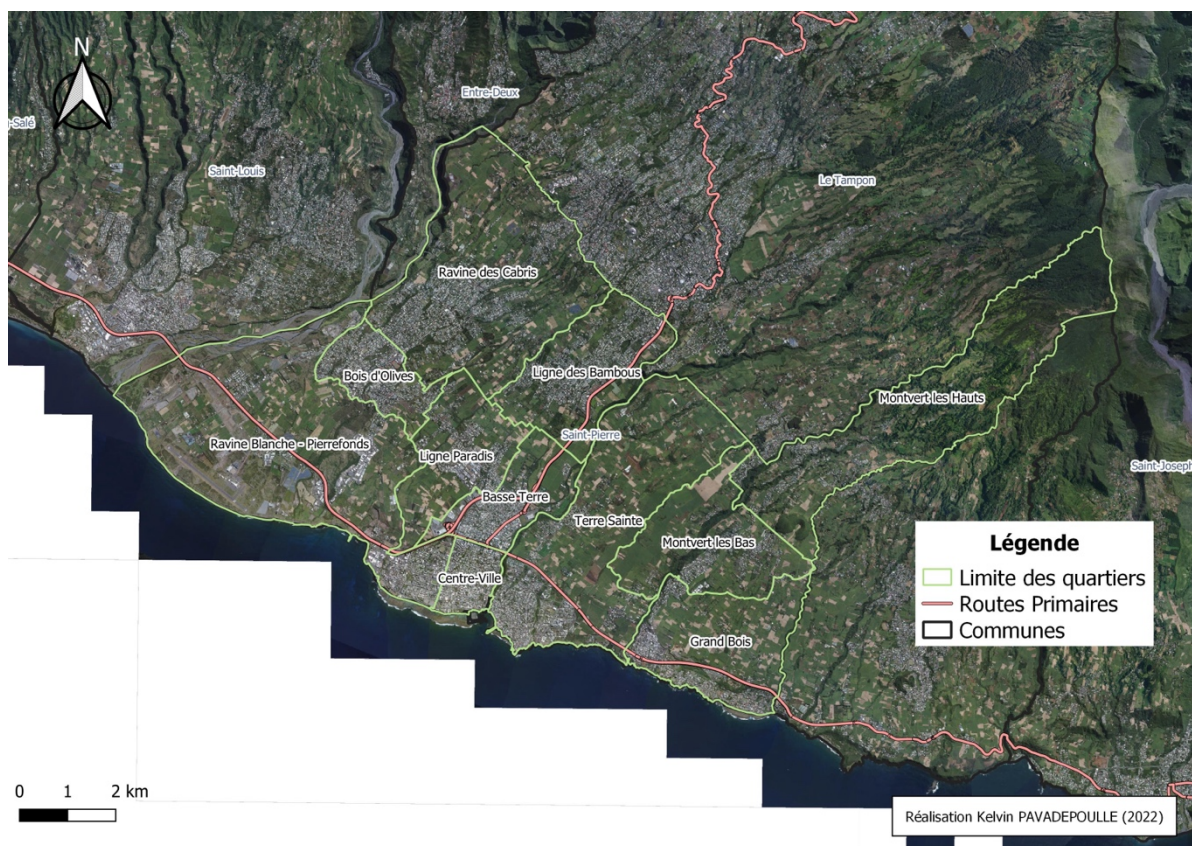 N
Entre-Deux
-Salé
Saint-Louis
Le Tampon
Ravine des Cabris
Bois d'Olives
Ligne des Bambous
Montvert les Hauts
Ravine Blanche - Pierrefonds
Saint-Pierre
Ligne Paradis
Saint-Joseph
Basse Terre
Terre Sainte
Montvert les Bas
Centre-Ville
Grand Bois
Légende
Limite des quartiers
Routes Primaires
Communes
0 1 2 km
Réalisation Kelvin PAVADEPOULLE (2022)